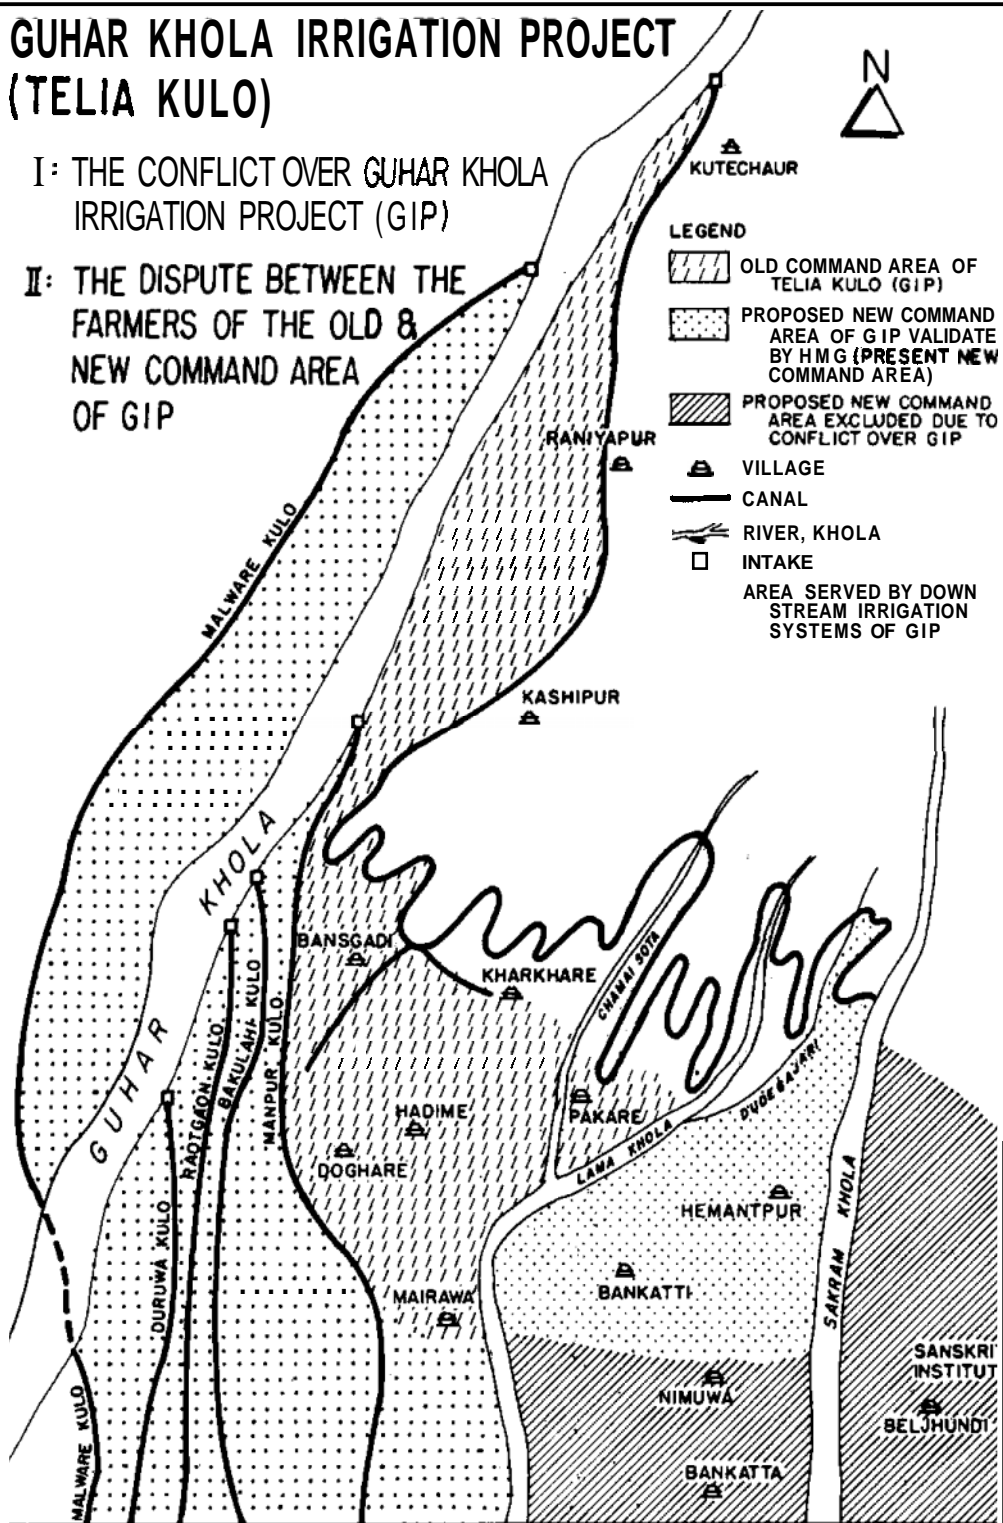 GUHAR KHOLA IRRIGATION PROJECT
(TELIA KULO)
I: THE CONFLICT OVER GUHAR KHOLA
IRRIGATION PROJECT (GIP)
II: THE DISPUTE BETWEEN THE
FARMERS OF THE OLD &
NEW COMMAND AREA
OF GIP
N
KUTECHAUR
LEGEND
OLD COMMAND AREA OF
TELIA KULO (GIP)
PROPOSED NEW COMMAND
AREA OF GIP VALIDATE
BY HMG (PRESENT NEW
COMMAND AREA)
PROPOSED NEW COMMAND
AREA EXCLUDED DUE TO
CONFLICT OVER GIP
VILLAGE
CANAL
RIVER, KHOLA
INTAKE
AREA SERVED BY DOWN
STREAM IRRIGATION
SYSTEMS OF GIP
RANIYAPUR
MALWARE KULO
KASHIPUR
GUHAR KHOLA
BANSGADI
KHARKHARE
CHAMAI SOTA
RAOTGAON KULO
BAKULAHI KULO
MANPUR KULO
HADIME
DOGHARE
PAKARE
LAMA KHOLA
DUDEGAJARI
HEMANTPUR
DURUWA KULO
SAKRAM KHOLA
BANKATTI
MAIRAWA
SANSKRI
INSTITUT
NIMUWA
BELJHUNDI
MALWARE KULO
BANKATTA